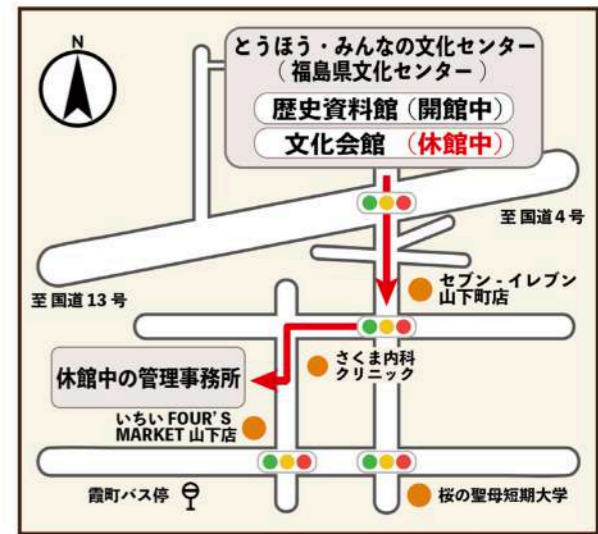 N
とうほう・みんなの文化センター
（福島県文化センター）
歴史資料館（開館中）
文化会館 （休館中）
至国道4号
至国道13号
セブン-イレブン
山下町店
さくま内科
クリニック
休館中の管理事務所
いちい FOUR'S
MARKET 山下店
霞町バス停
桜の聖母短期大学